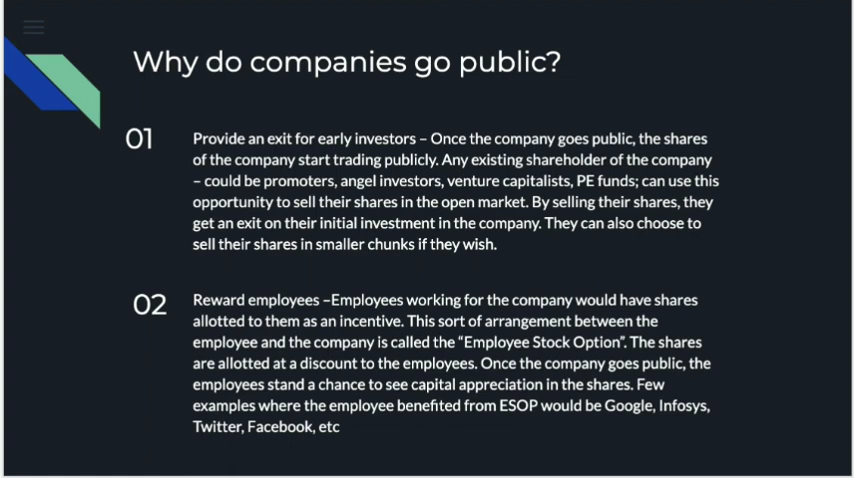 Why do companies go public?
01
Provide an exit for early investors – Once the company goes public, the shares
of the company start trading publicly. Any existing shareholder of the company
– could be promoters, angel investors, venture capitalists, PE funds; can use this
opportunity to sell their shares in the open market. By selling their shares, they
get an exit on their initial investment in the company. They can also choose to
sell their shares in smaller chunks if they wish.
02
Reward employees –Employees working for the company would have shares
allotted to them as an incentive. This sort of arrangement between the
employee and the company is called the “Employee Stock Option”. The shares
are allotted at a discount to the employees. Once the company goes public, the
employees stand a chance to see capital appreciation in the shares. Few
examples where the employee benefited from ESOP would be Google, Infosys,
Twitter, Facebook, etc